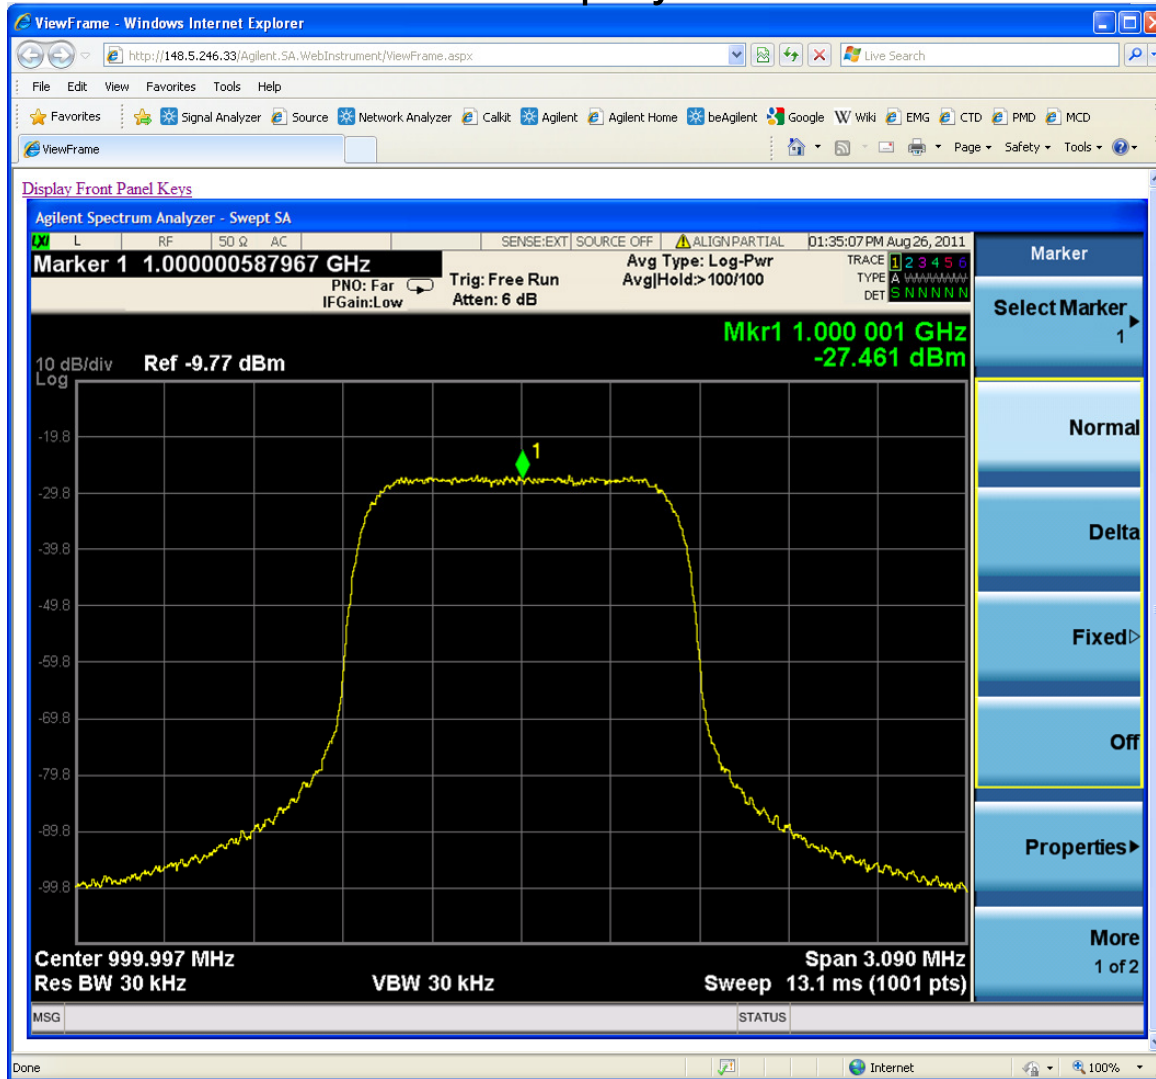 ViewFrame - Windows Internet Explorer
http://148.5.246.33/Agilent.SA.WebInstrument/ViewFrame.aspx
Live Search
File Edit View Favorites Tools Help
Favorites Signal Analyzer Source Network Analyzer Calkit Agilent Agilent Home beAgilent Google Wiki EMG CTD PMD MCD
ViewFrame Page Safety Tools
Display Front Panel Keys
Agilent Spectrum Analyzer - Swept SA
LXI L RF 50 Ω AC SENSE:EXT SOURCE OFF ALIGN PARTIAL 01:35:07 PM Aug 26, 2011
Marker 1 1.000000587967 GHz
PNO: Far
IFGain:Low
Trig: Free Run
Atten: 6 dB
Avg Type: Log-Pwr
Avg|Hold:>100/100
TRACE 1 2 3 4 5 6
TYPE A WWWWW
DET S N N N N N
Mkr1 1.000 001 GHz
-27.461 dBm
10 dB/div Ref -9.77 dBm
Log
-19.8
1
-29.8
-39.8
-49.8
-59.8
-69.8
-79.8
-89.8
-99.8
Center 999.997 MHz Span 3.090 MHz
Res BW 30 kHz VBW 30 kHz Sweep 13.1 ms (1001 pts)
MSG STATUS
Marker
Select Marker
1
Normal
Delta
Fixed
Off
Properties
More
1 of 2
Done Internet 100%